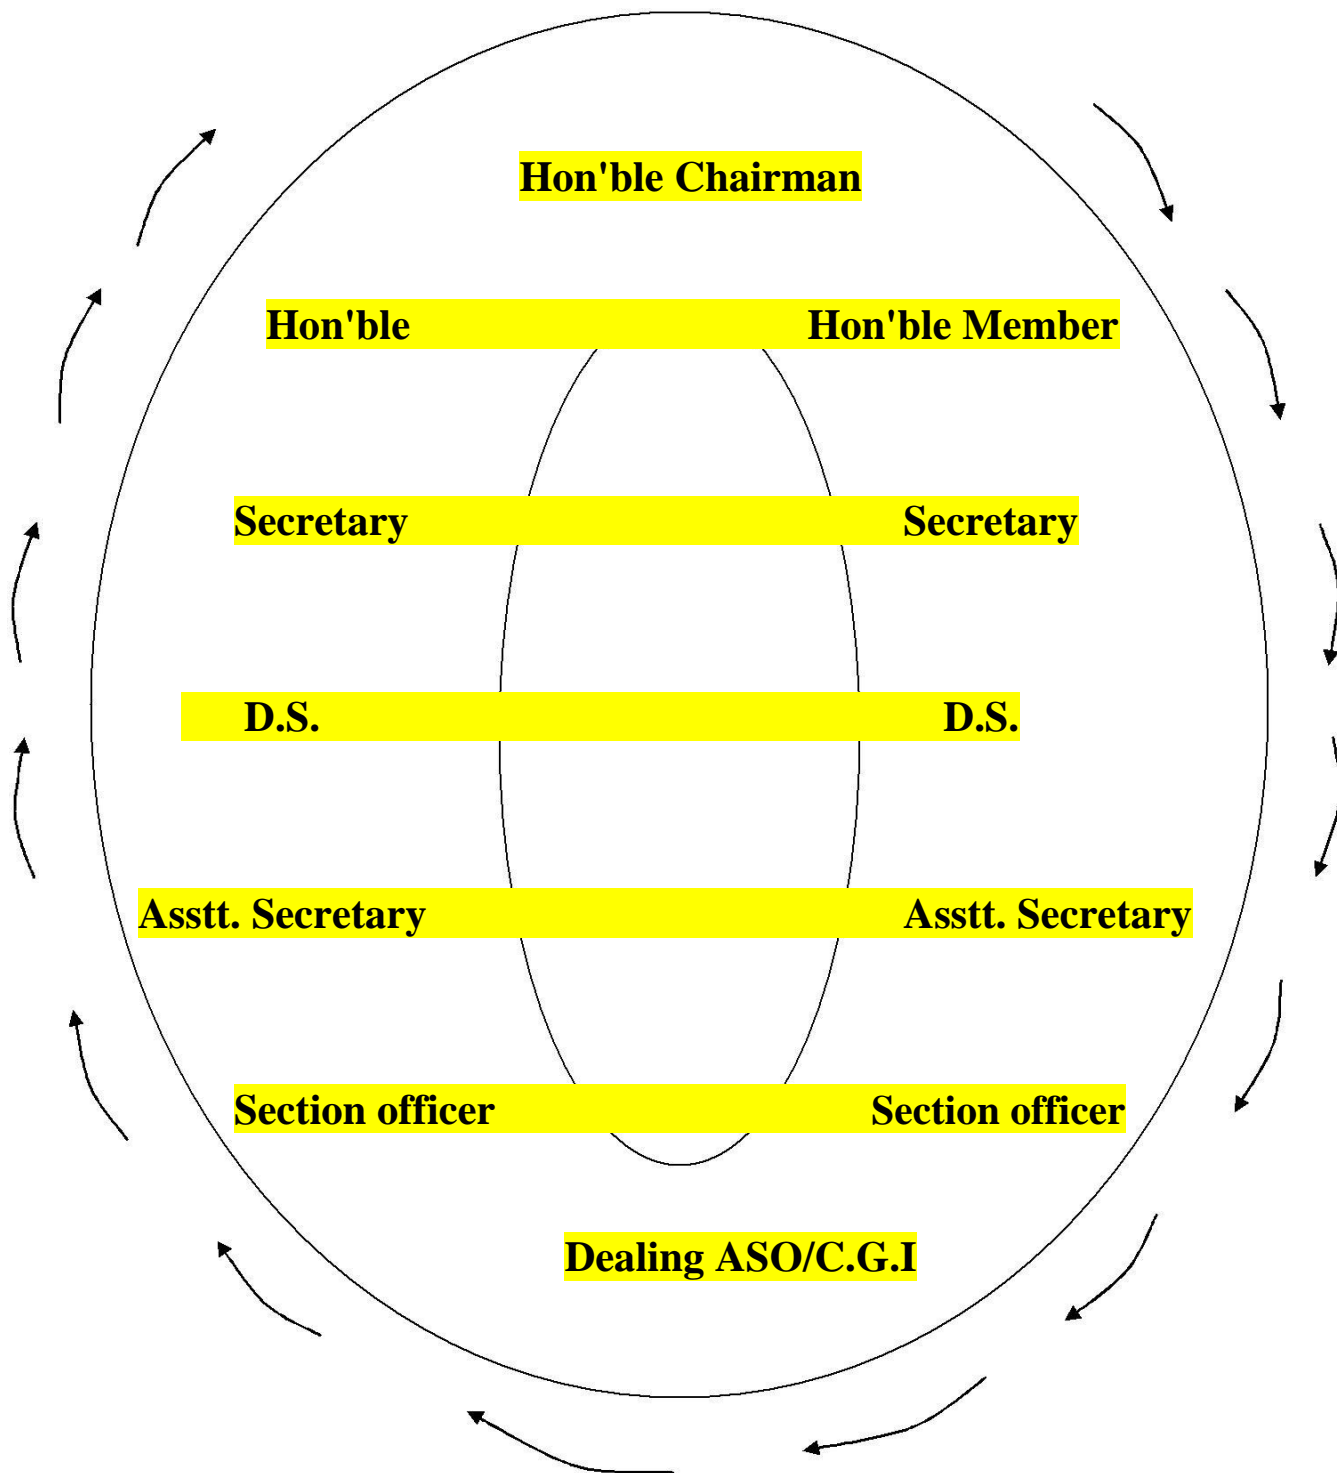 Hon'ble Chairman
Hon'ble Hon'ble Member
Secretary Secretary
D.S. D.S.
Asstt. Secretary Asstt. Secretary
Section officer Section officer
Dealing ASO/C.G.I